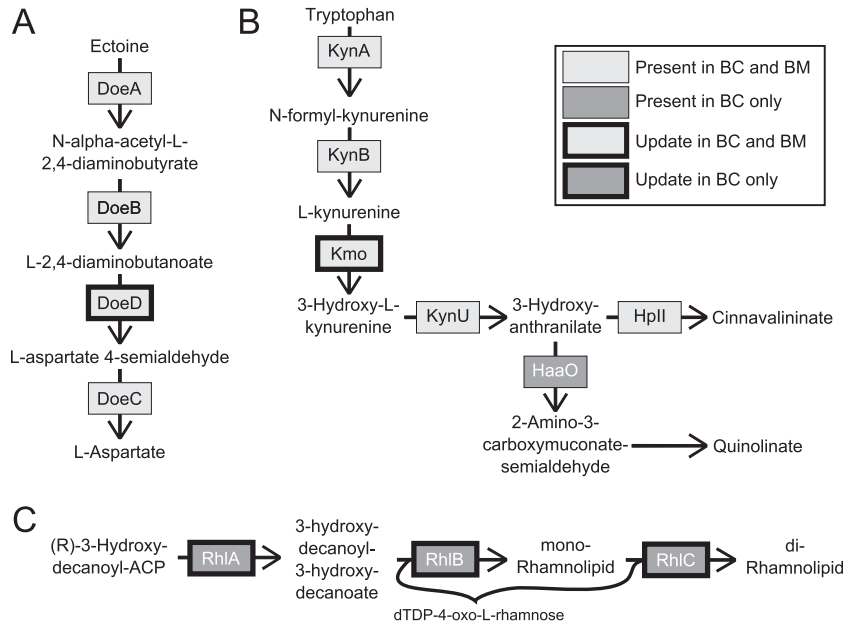 A
Ectoine
DoeA
N-alpha-acetyl-L-
2,4-diaminobutyrate
DoeB
L-2,4-diaminobutanoate
DoeD
L-aspartate 4-semialdehyde
DoeC
L-Aspartate
B
Tryptophan
KynA
N-formyl-kynurenine
KynB
L-kynurenine
Kmo
3-Hydroxy-L-
kynurenine
KynU
3-Hydroxy-
anthranilate
HpII
Cinnavalininate
HaaO
2-Amino-3-
carboxymuconate-
semialdehyde
Quinolinate
Present in BC and BM
Present in BC only
Update in BC and BM
Update in BC only
C
(R)-3-Hydroxy-
decanoyl-ACP
RhlA
3-hydroxy-
decanoyl-
3-hydroxy-
decanoate
RhlB
mono-
Rhamnolipid
RhlC
di-
Rhamnolipid
dTDP-4-oxo-L-rhamnose